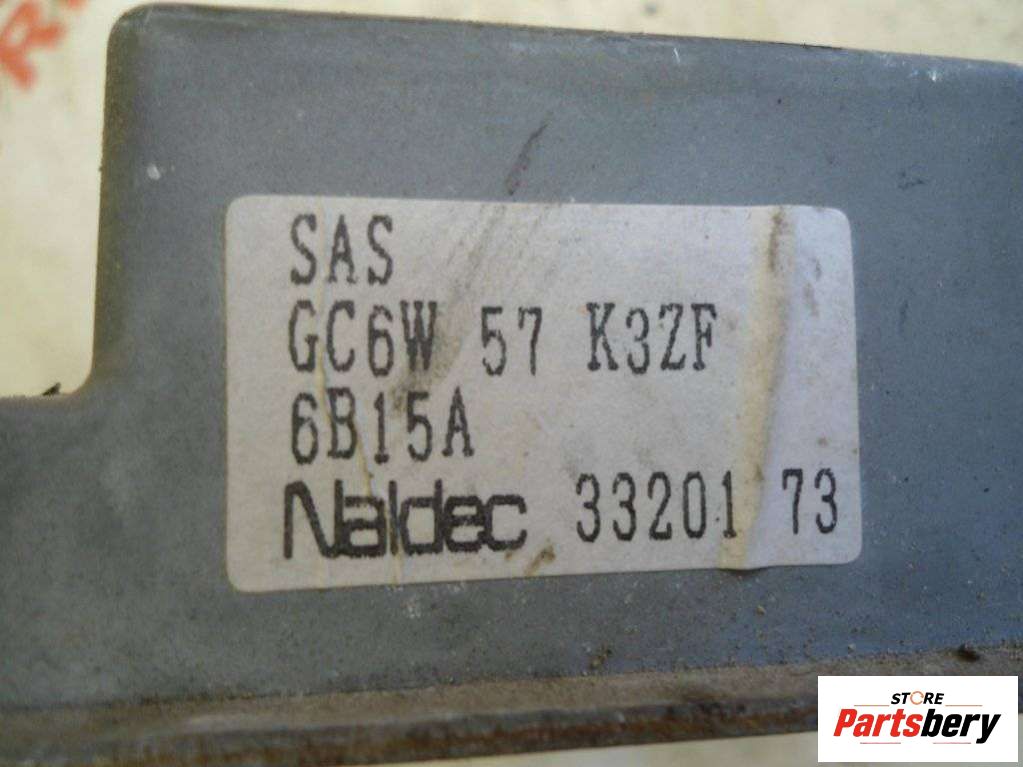 SAS
GC6W 57 K3ZF
6B15A
Naldec 33201 73
STORE
Partsbery